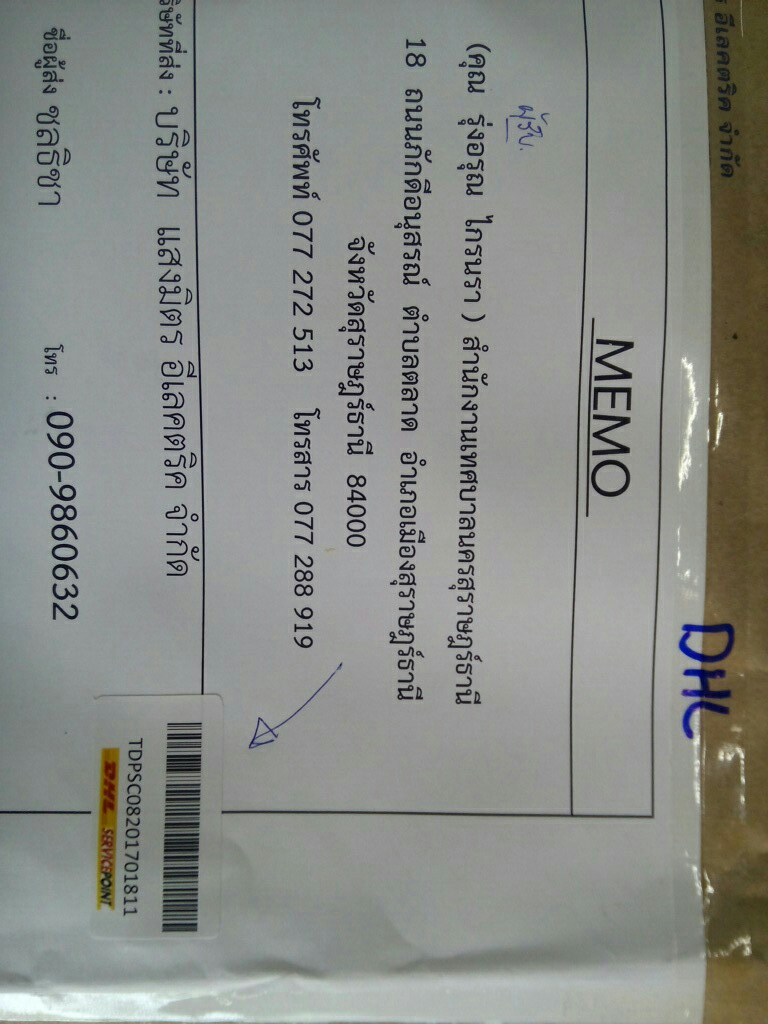 อีเลคตริค จำกัด
DHL
MEMO
ผู้รับ.
(คุณ รุ่งอรุณ ไกรนรา ) สำนักงานเทศบาลนครสุราษฎร์ธานี
18 ถนนภักดีอนุสรณ์ ตำบลตลาด อำเภอเมืองสุราษฎร์ธานี
จังหวัดสุราษฎร์ธานี 84000
โทรศัพท์ 077 272 513 โทรสาร 077 288 919
ริษัทที่ส่ง : บริษัท แสงมิตร อีเลคตริค จำกัด
ชื่อผู้ส่ง ชลธิชา โทร : 090-9860632
TDPSC08201701811
DHL SERVICEPOINT